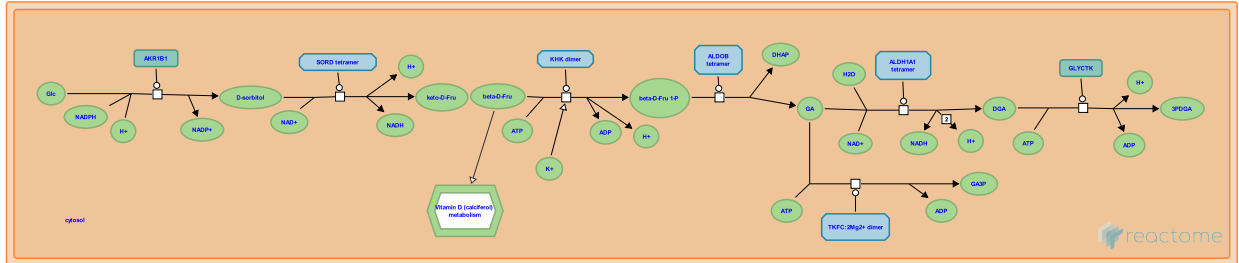 AKR1B1
SORD tetramer
KHK dimer
ALDOB
tetramer
DHAP
ALDH1A1
tetramer
GLYCTK
H+
H2O
H+
Glc
D-sorbitol
keto-D-Fru
beta-D-Fru
beta-D-Fru 1-P
GA
DGA
3PDGA
NADPH
H+
NADP+
NAD+
NADH
ATP
ADP
H+
NAD+
NADH
2
H+
ATP
ADP
K+
GA3P
Vitamin D (calciferol)
metabolism
ATP
ADP
TKFC:2Mg2+ dimer
cytosol
reactome